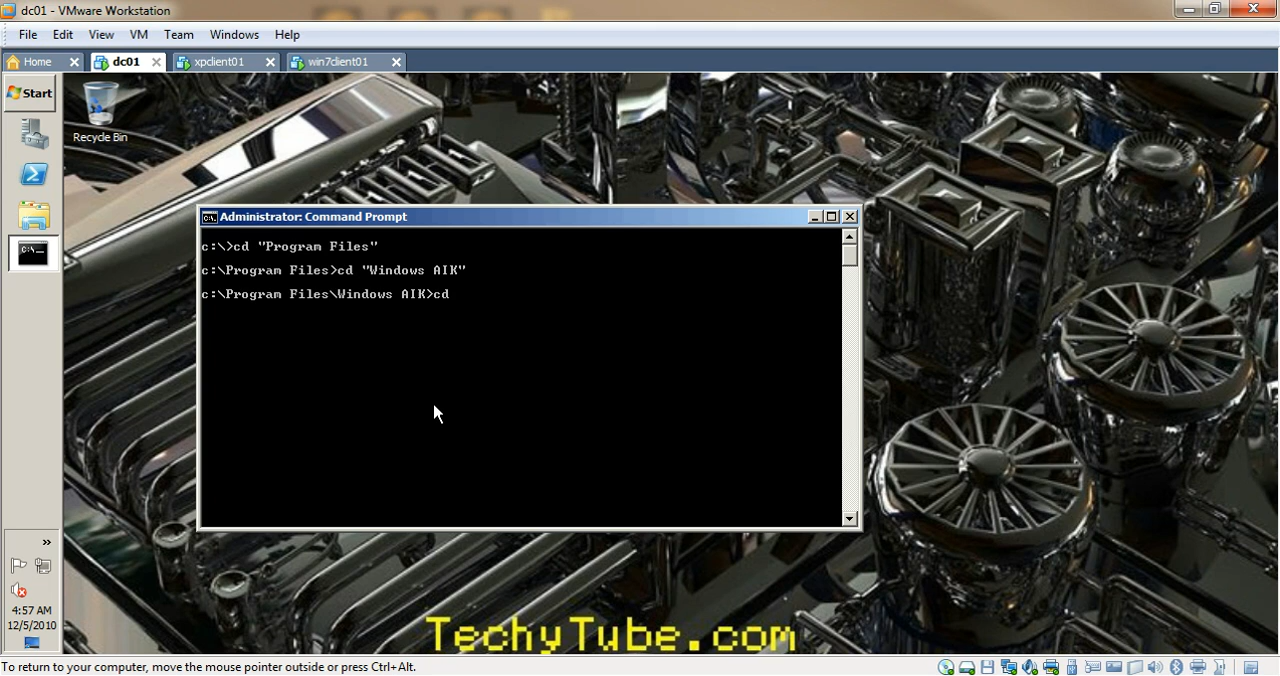 dc01 - VMware Workstation
File Edit View VM Team Windows Help
Home dc01 xpclient01 win7client01
Start
Recycle Bin
Administrator: Command Prompt
c:\>cd "Program Files"
c:\Program Files>cd "Windows AIK"
c:\Program Files\Windows AIK>cd
4:57 AM
12/5/2010
TechyTube.com
To return to your computer, move the mouse pointer outside or press Ctrl+Alt.